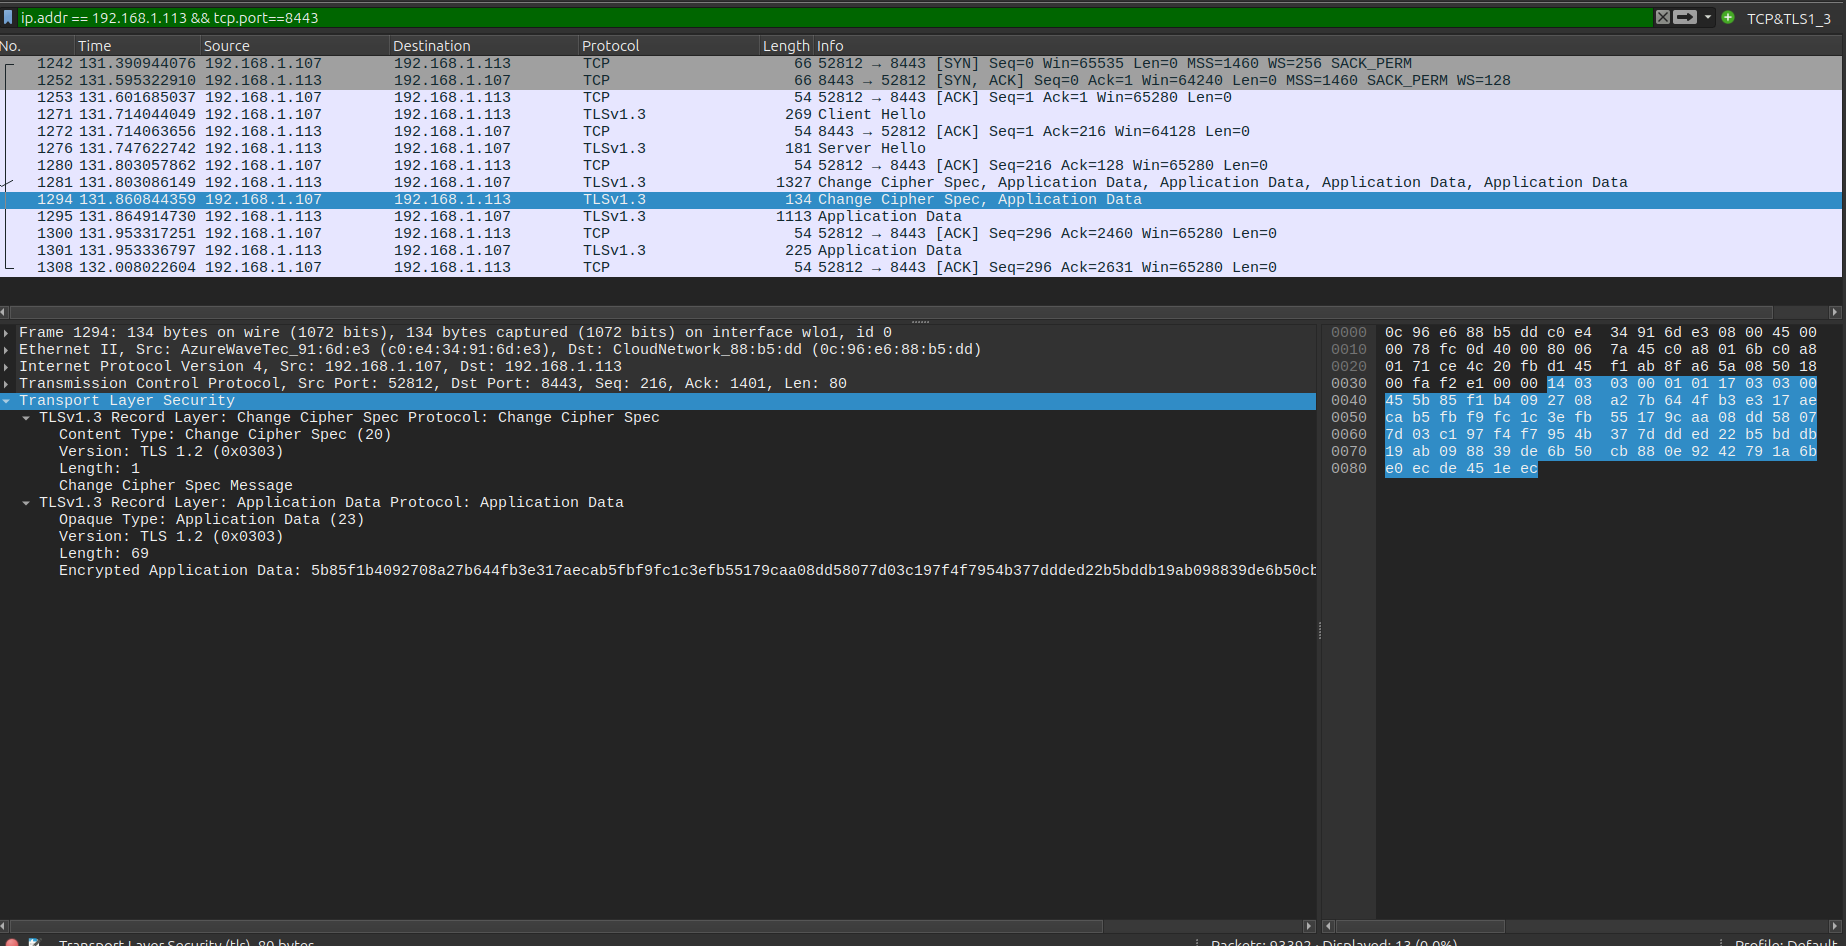 ip.addr == 192.168.1.113 && tcp.port==8443 TCP&TLS1_3
No. Time Source Destination Protocol Length Info
1242 131.390944076 192.168.1.107 192.168.1.113 TCP 66 52812 → 8443 [SYN] Seq=0 Win=65535 Len=0 MSS=1460 WS=256 SACK_PERM
1252 131.595322910 192.168.1.113 192.168.1.107 TCP 66 8443 → 52812 [SYN, ACK] Seq=0 Ack=1 Win=64240 Len=0 MSS=1460 SACK_PERM WS=128
1253 131.601685037 192.168.1.107 192.168.1.113 TCP 54 52812 → 8443 [ACK] Seq=1 Ack=1 Win=65280 Len=0
1271 131.714044049 192.168.1.107 192.168.1.113 TLSv1.3 269 Client Hello
1272 131.714063656 192.168.1.113 192.168.1.107 TCP 54 8443 → 52812 [ACK] Seq=1 Ack=216 Win=64128 Len=0
1276 131.747622742 192.168.1.113 192.168.1.107 TLSv1.3 181 Server Hello
1280 131.803057862 192.168.1.107 192.168.1.113 TCP 54 52812 → 8443 [ACK] Seq=216 Ack=128 Win=65280 Len=0
1281 131.803086149 192.168.1.113 192.168.1.107 TLSv1.3 1327 Change Cipher Spec, Application Data, Application Data, Application Data, Application Data
1294 131.860844359 192.168.1.107 192.168.1.113 TLSv1.3 134 Change Cipher Spec, Application Data
1295 131.864914730 192.168.1.113 192.168.1.107 TLSv1.3 1113 Application Data
1300 131.953317251 192.168.1.107 192.168.1.113 TCP 54 52812 → 8443 [ACK] Seq=296 Ack=2460 Win=65280 Len=0
1301 131.953336797 192.168.1.113 192.168.1.107 TLSv1.3 225 Application Data
1308 132.008022604 192.168.1.107 192.168.1.113 TCP 54 52812 → 8443 [ACK] Seq=296 Ack=2631 Win=65280 Len=0
Frame 1294: 134 bytes on wire (1072 bits), 134 bytes captured (1072 bits) on interface wlo1, id 0
Ethernet II, Src: AzureWaveTec_91:6d:e3 (c0:e4:34:91:6d:e3), Dst: CloudNetwork_88:b5:dd (0c:96:e6:88:b5:dd)
Internet Protocol Version 4, Src: 192.168.1.107, Dst: 192.168.1.113
Transmission Control Protocol, Src Port: 52812, Dst Port: 8443, Seq: 216, Ack: 1401, Len: 80
Transport Layer Security
TLSv1.3 Record Layer: Change Cipher Spec Protocol: Change Cipher Spec
Content Type: Change Cipher Spec (20)
Version: TLS 1.2 (0x0303)
Length: 1
Change Cipher Spec Message
TLSv1.3 Record Layer: Application Data Protocol: Application Data
Opaque Type: Application Data (23)
Version: TLS 1.2 (0x0303)
Length: 69
Encrypted Application Data: 5b85f1b4092708a27b644fb3e317aecab5fbf9fc1c3efb55179caa08dd58077d03c197f4f7954b377ddded22b5bddb19ab098839de6b50cb
0000 0c 96 e6 88 b5 dd c0 e4 34 91 6d e3 08 00 45 00
0010 00 78 fc 0d 40 00 80 06 7a 45 c0 a8 01 6b c0 a8
0020 01 71 ce 4c 20 fb d1 45 f1 ab 8f a6 5a 08 50 18
0030 00 fa f2 e1 00 00 14 03 03 00 01 01 17 03 03 00
0040 45 5b 85 f1 b4 09 27 08 a2 7b 64 4f b3 e3 17 ae
0050 ca b5 fb f9 fc 1c 3e fb 55 17 9c aa 08 dd 58 07
0060 7d 03 c1 97 f4 f7 95 4b 37 7d dd ed 22 b5 bd db
0070 19 ab 09 88 39 de 6b 50 cb 88 0e 92 42 79 1a 6b
0080 e0 ec de 45 1e ec
Transport Layer Security (tls), 80 bytes Packets: 93392 · Displayed: 13 (0.0%) Profile: Default